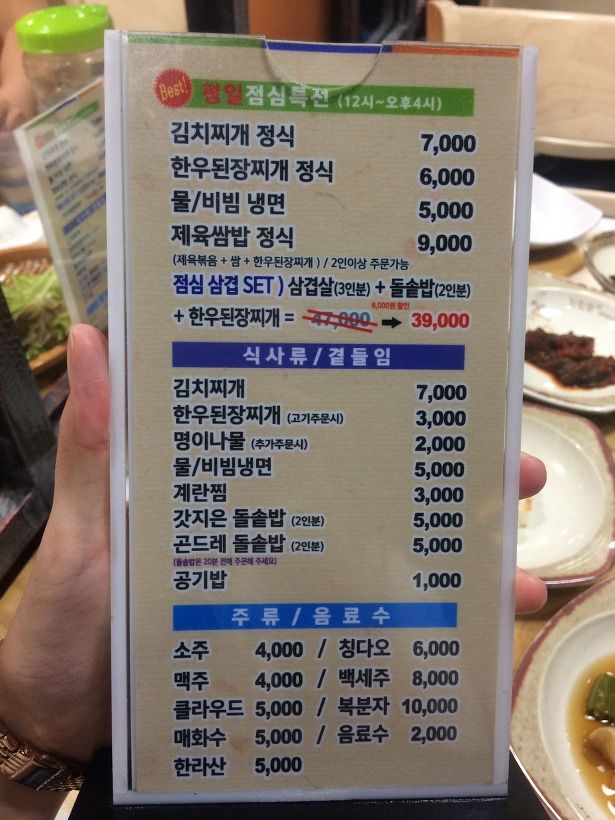 Best! 평일점심특선 (12시~오후4시)
김치찌개 정식 7,000
한우된장찌개 정식 6,000
물/비빔 냉면 5,000
제육쌈밥 정식 9,000
(제육볶음 + 쌈 + 한우된장찌개) / 2인이상 주문가능
점심 삼겹 SET ) 삼겹살(3인분) + 돌솥밥(2인분)
8,000원 할인
+ 한우된장찌개 = 47,000 ➡ 39,000
식사류/곁들임
김치찌개 7,000
한우된장찌개 (고기주문시) 3,000
명이나물 (추가주문시) 2,000
물/비빔냉면 5,000
계란찜 3,000
갓지은 돌솥밥 (2인분) 5,000
곤드레 돌솥밥 (2인분) 5,000
(돌솥밥은 20분 전에 주문해 주세요)
공기밥 1,000
주류/음료수
소주 4,000 / 칭다오 6,000
맥주 4,000 / 백세주 8,000
클라우드 5,000 / 복분자 10,000
매화수 5,000 / 음료수 2,000
한라산 5,000